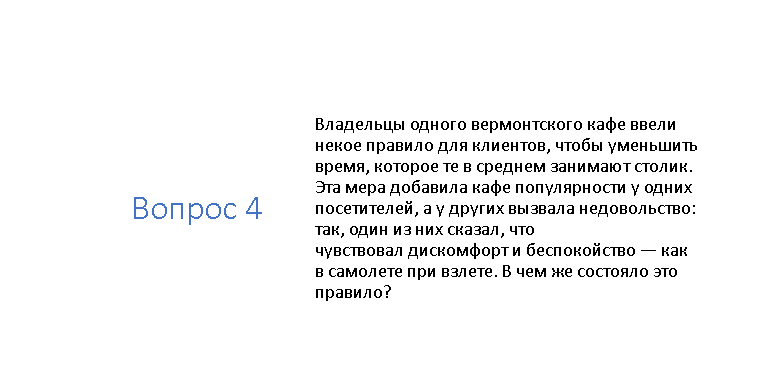 Вопрос 4
Владельцы одного вермонтского кафе ввели
некое правило для клиентов, чтобы уменьшить
время, которое те в среднем занимают столик.
Эта мера добавила кафе популярности у одних
посетителей, а у других вызвала недовольство:
так, один из них сказал, что
чувствовал дискомфорт и беспокойство — как
в самолете при взлете. В чем же состояло это
правило?